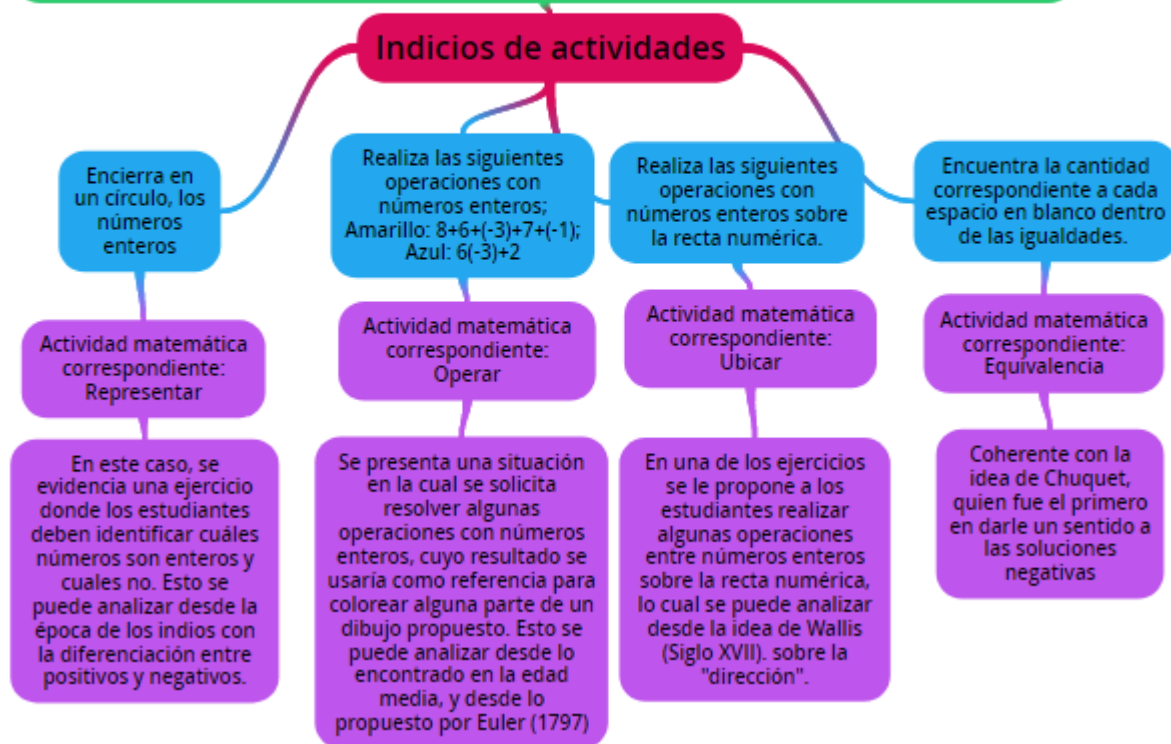 Indicios de actividades
Encierra en
un círculo, los
números
enteros
Actividad matemática
correspondiente:
Representar
En este caso, se
evidencia una ejercicio
donde los estudiantes
deben identificar cuáles
números son enteros y
cuales no. Esto se
puede analizar desde la
época de los indios con
la diferenciación entre
positivos y negativos.
Realiza las siguientes
operaciones con
números enteros;
Amarillo: 8+6+(-3)+7+(-1);
Azul: 6(-3)+2
Actividad matemática
correspondiente:
Operar
Se presenta una situación
en la cual se solicita
resolver algunas
operaciones con números
enteros, cuyo resultado se
usaría como referencia para
colorear alguna parte de un
dibujo propuesto. Esto se
puede analizar desde lo
encontrado en la edad
media, y desde lo
propuesto por Euler (1797)
Realiza las siguientes
operaciones con
números enteros sobre
la recta numérica.
Actividad matemática
correspondiente:
Ubicar
En una de los ejercicios
se le propone a los
estudiantes realizar
algunas operaciones
entre números enteros
sobre la recta numérica,
lo cual se puede analizar
desde la idea de Wallis
(Siglo XVII). sobre la
"dirección".
Encuentra la cantidad
correspondiente a cada
espacio en blanco dentro
de las igualdades.
Actividad matemática
correspondiente:
Equivalencia
Coherente con la
idea de Chuquet,
quien fue el primero
en darle un sentido a
las soluciones
negativas